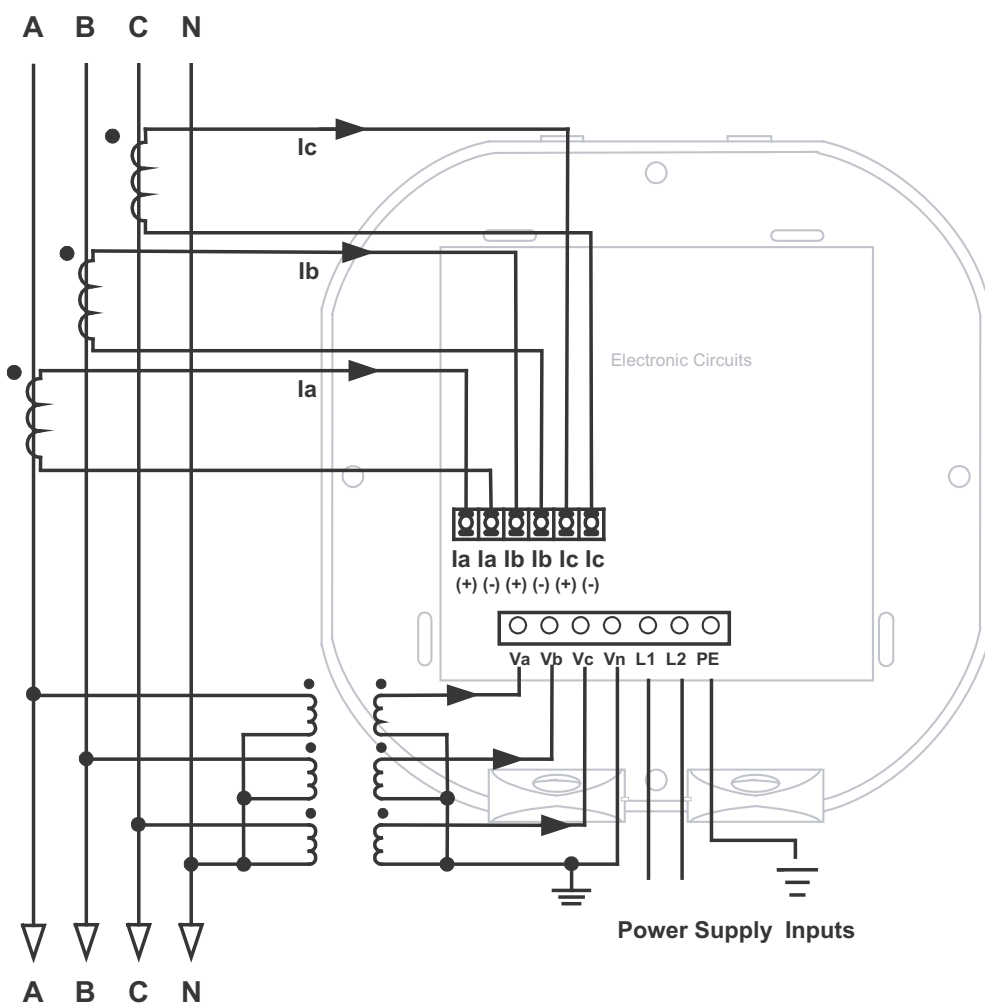 A B C N
Ic
Ib
Electronic Circuits
Ia
Ia Ia Ib Ib Ic Ic
(+) (-) (+) (-) (+) (-)
Va Vb Vc Vn L1 L2 PE
Power Supply Inputs
A B C N